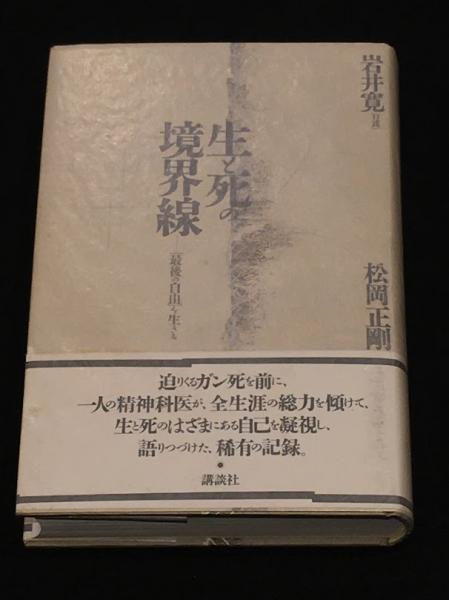 岩井寛
口述
松岡正剛
生と死の
境界線
「最後の自由」を生きる
迫りくるガン死を前に、
一人の精神科医が、全生涯の総力を傾けて、
生と死のはざまにある自己を凝視し、
語りつづけた、稀有の記録。
講談社